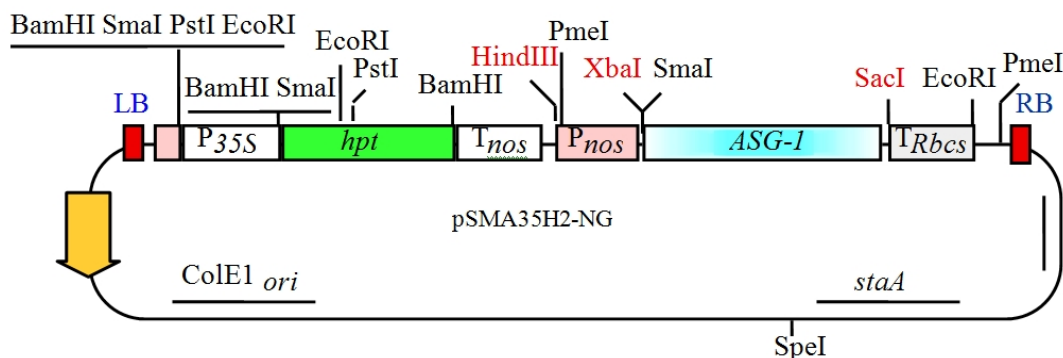 BamHI SmaI PstI EcoRI
EcoRI
PstI
BamHI SmaI
BamHI
HindIII
PmeI
XbaI
SmaI
SacI
EcoRI
PmeI
LB
RB
P35S
hpt
Tnos
Pnos
ASG-1
TRbcs
pSMA35H2-NG
ColE1 ori
staA
SpeI